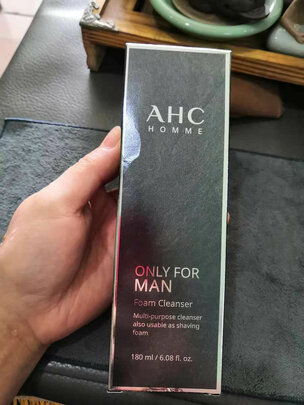 AHC
HOMME
ONLY FOR
MAN
Foam Cleanser
Multi-purpose cleanser
also usable as shaving
foam
180 ml / 6.08 fl. oz.